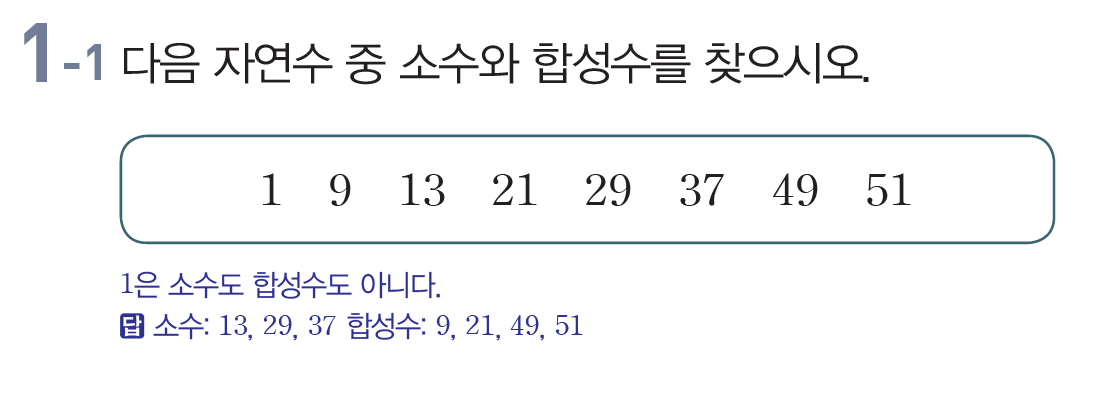 1-1 다음 자연수 중 소수와 합성수를 찾으시오.
1 9 13 21 29 37 49 51
1은 소수도 합성수도 아니다.
답 소수: 13, 29, 37 합성수: 9, 21, 49, 51